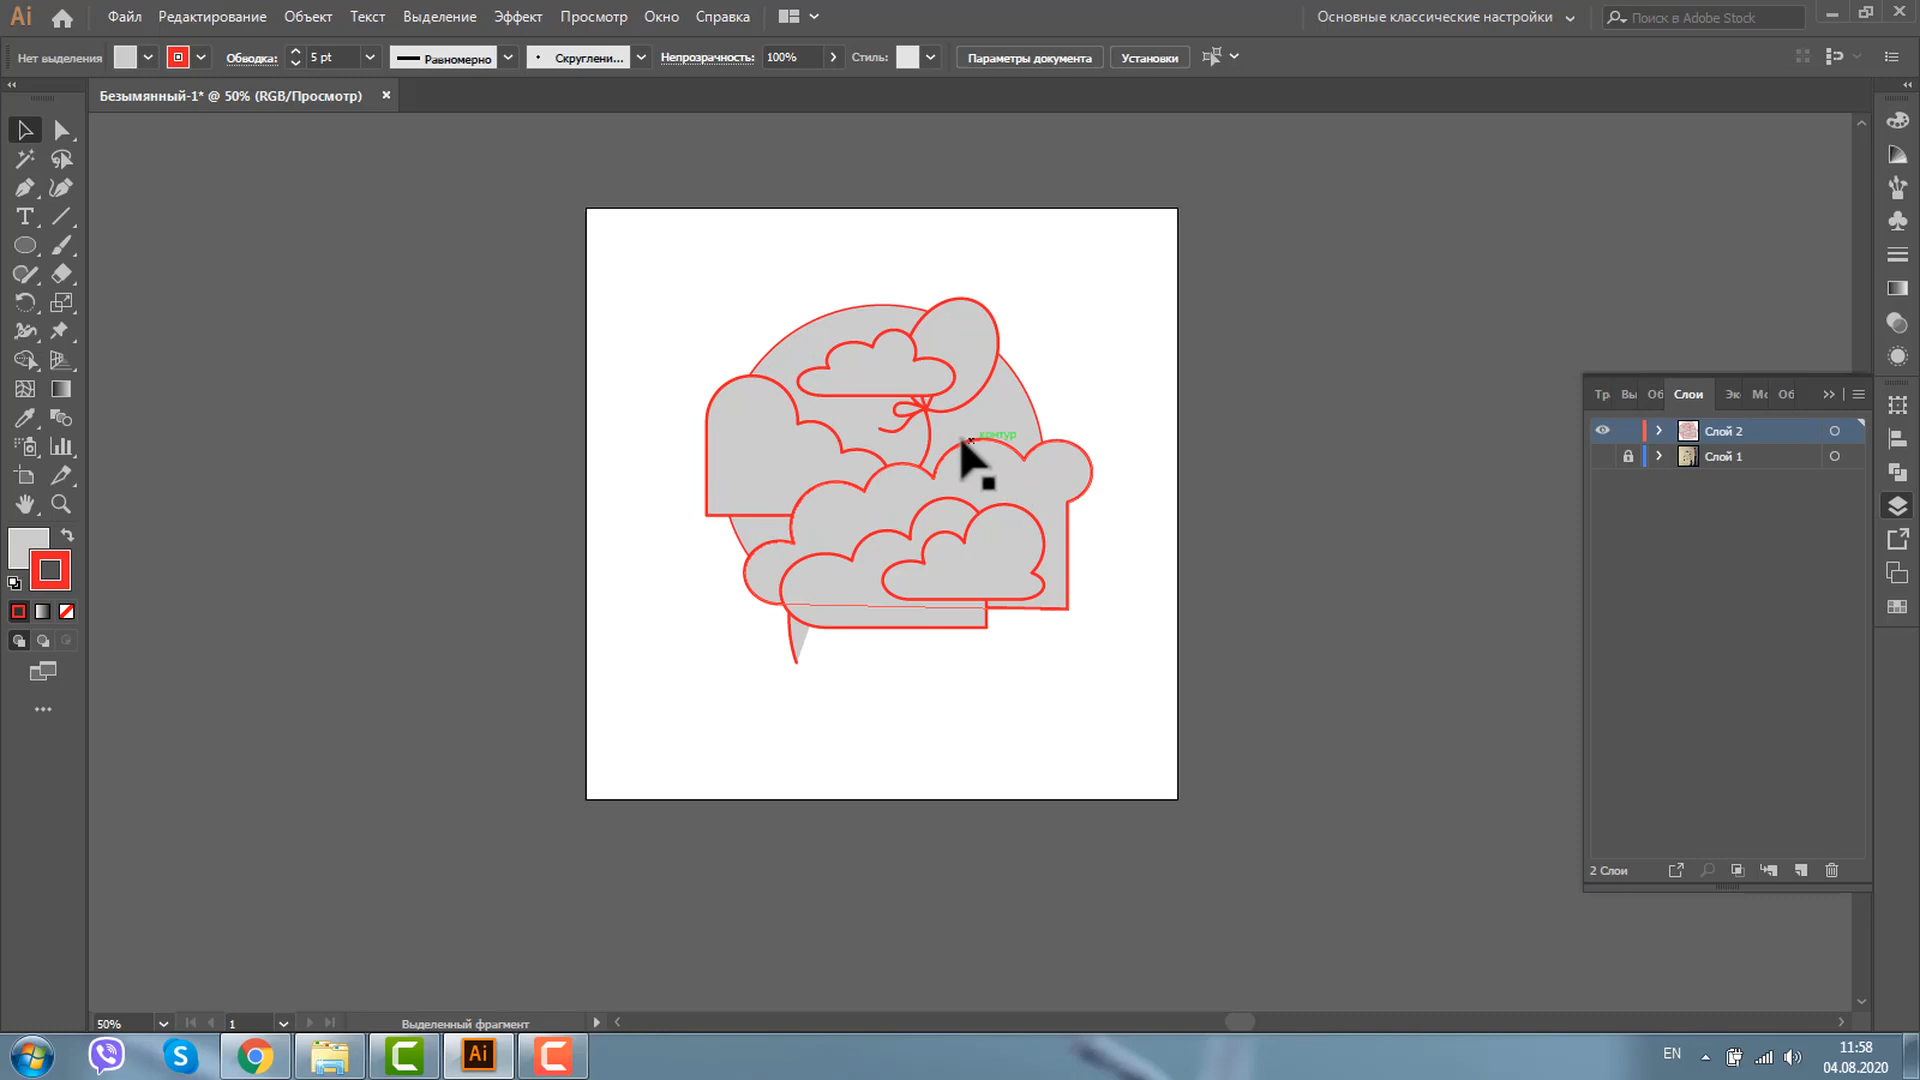 Ai Файл Редактирование Объект Текст Выделение Эффект Просмотр Окно Справка Основные классические настройки Поиск в Adobe Stock
Нет выделения Обводка: 5 pt Равномерно Скруглени... Непрозрачность: 100% Стиль: Параметры документа Установки
Безымянный-1* @ 50% (RGB/Просмотр)
контур
Тр Вы Об Слои Эк Мо Об
Слой 2
Слой 1
2 Слои
50% 1 Выделенный фрагмент
Ai
EN
11:58
04.08.2020